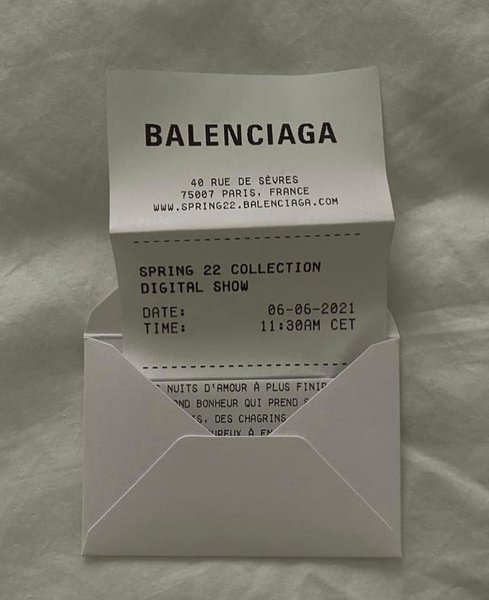 BALENCIAGA
40 RUE DE SÈVRES
75007 PARIS, FRANCE
WWW.SPRING22.BALENCIAGA.COM
SPRING 22 COLLECTION
DIGITAL SHOW
DATE: 06-06-2021
TIME: 11:30AM CET
NUITS D'AMOUR À PLUS FINIR
BONHEUR QUI PREND
DES CHAGRINS
À